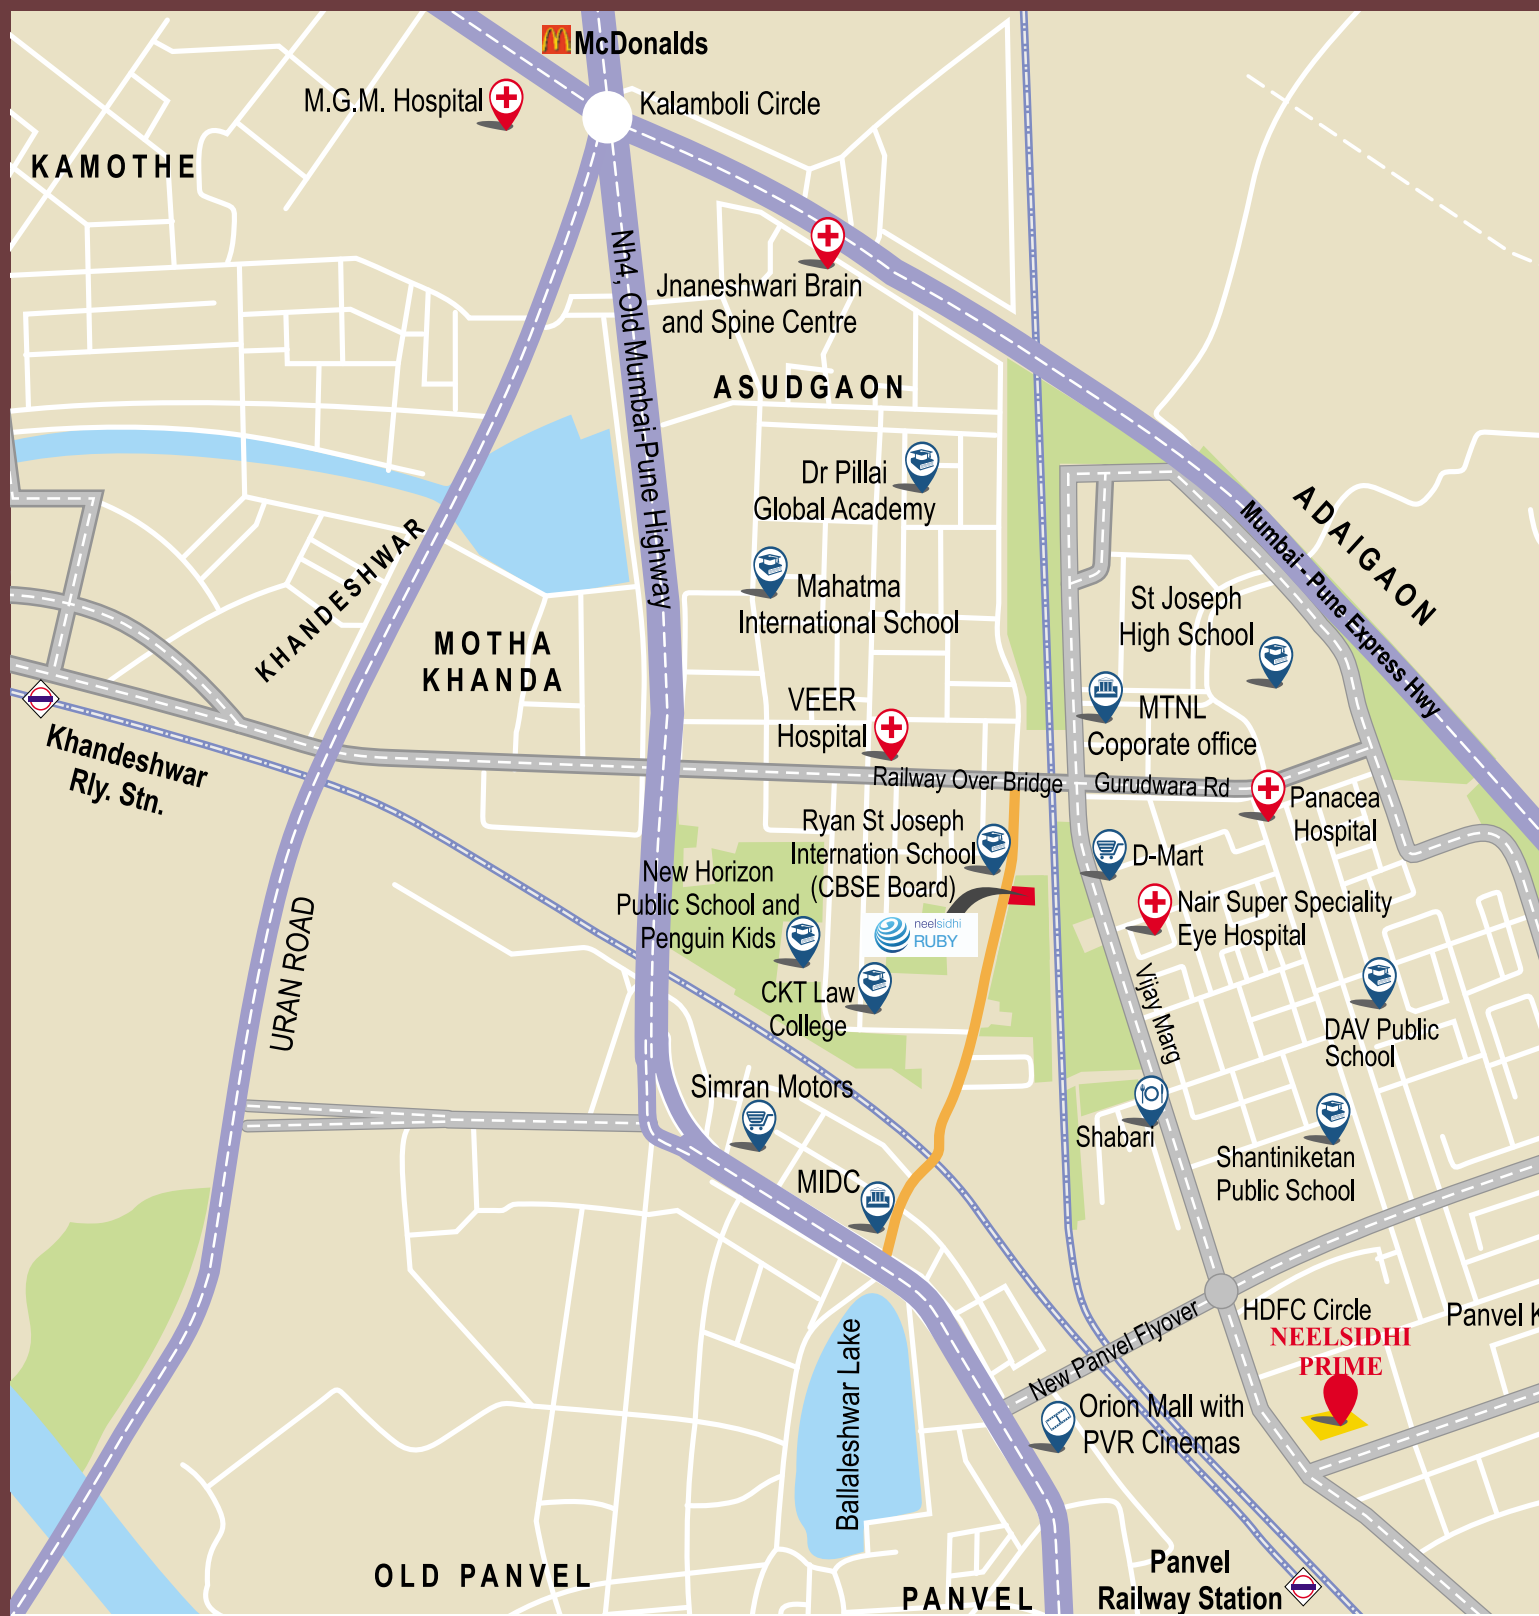 McDonalds
M.G.M. Hospital
Kalamboli Circle
KAMOTHE
Nh4, Old Mumbai-Pune Highway
Jnaneshwari Brain
and Spine Centre
ASUDGAON
Dr Pillai
Global Academy
ADAIGAON
Mumbai - Pune Express Hwy
KHANDESHWAR
Mahatma
International School
St Joseph
High School
MOTHA
KHANDA
VEER
Hospital
MTNL
Coporate office
Khandeshwar
Rly. Stn.
Railway Over Bridge
Gurudwara Rd
Panacea
Hospital
Ryan St Joseph
Internation School
(CBSE Board)
D-Mart
New Horizon
Public School and
Penguin Kids
neelsidhi
RUBY
Nair Super Speciality
Eye Hospital
URAN ROAD
CKT Law
College
Vijay Marg
DAV Public
School
Simran Motors
Shabari
Shantiniketan
Public School
MIDC
HDFC Circle
Panvel K
New Panvel Flyover
NEELSIDHI
PRIME
Ballaleshwar Lake
Orion Mall with
PVR Cinemas
OLD PANVEL
PANVEL
Panvel
Railway Station